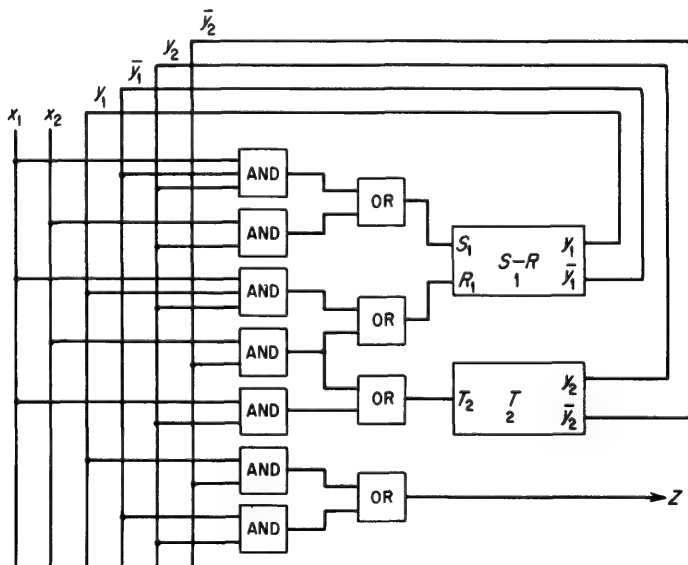 ȳ₂
y₂
ȳ₁
y₁
x₁ x₂
AND
OR
AND
S₁ S-R y₁
1
R₁ ȳ₁
AND
OR
AND
T₂ T y₂
2
ȳ₂
AND
OR
AND
OR
Z
AND